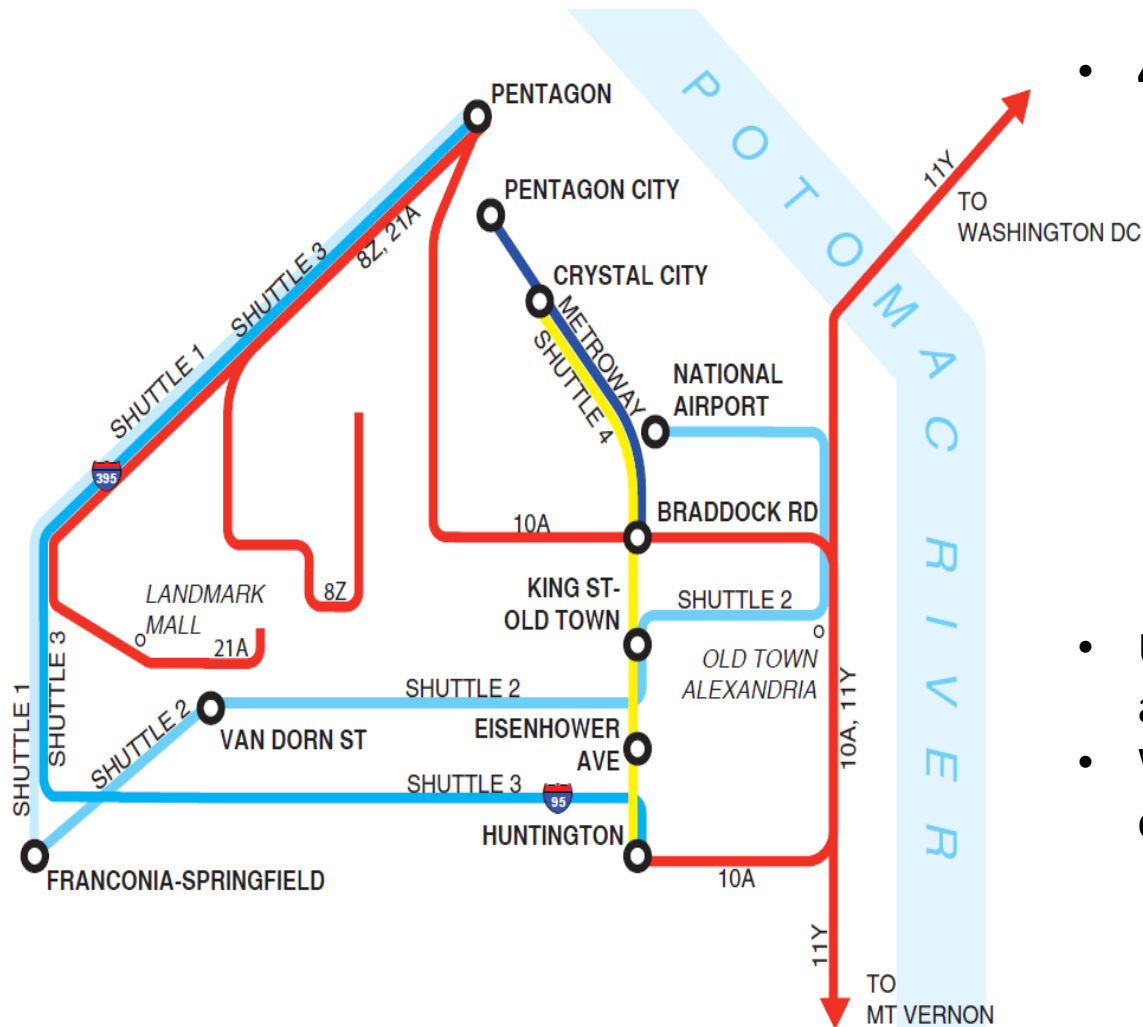 PENTAGON
PENTAGON CITY
CRYSTAL CITY
METROWAY
SHUTTLE 4
SHUTTLE 3
8Z, 21A
SHUTTLE 1
395
POTOMAC RIVER
11Y
TO
WASHINGTON DC
NATIONAL
AIRPORT
BRADDOCK RD
10A
KING ST-
OLD TOWN
SHUTTLE 2
OLD TOWN
ALEXANDRIA
LANDMARK
MALL
8Z
21A
SHUTTLE 1
SHUTTLE 3
SHUTTLE 2
VAN DORN ST
SHUTTLE 2
EISENHOWER
AVE
10A, 11Y
SHUTTLE 3
95
HUNTINGTON
10A
FRANCONIA-SPRINGFIELD
11Y
TO
MT VERNON